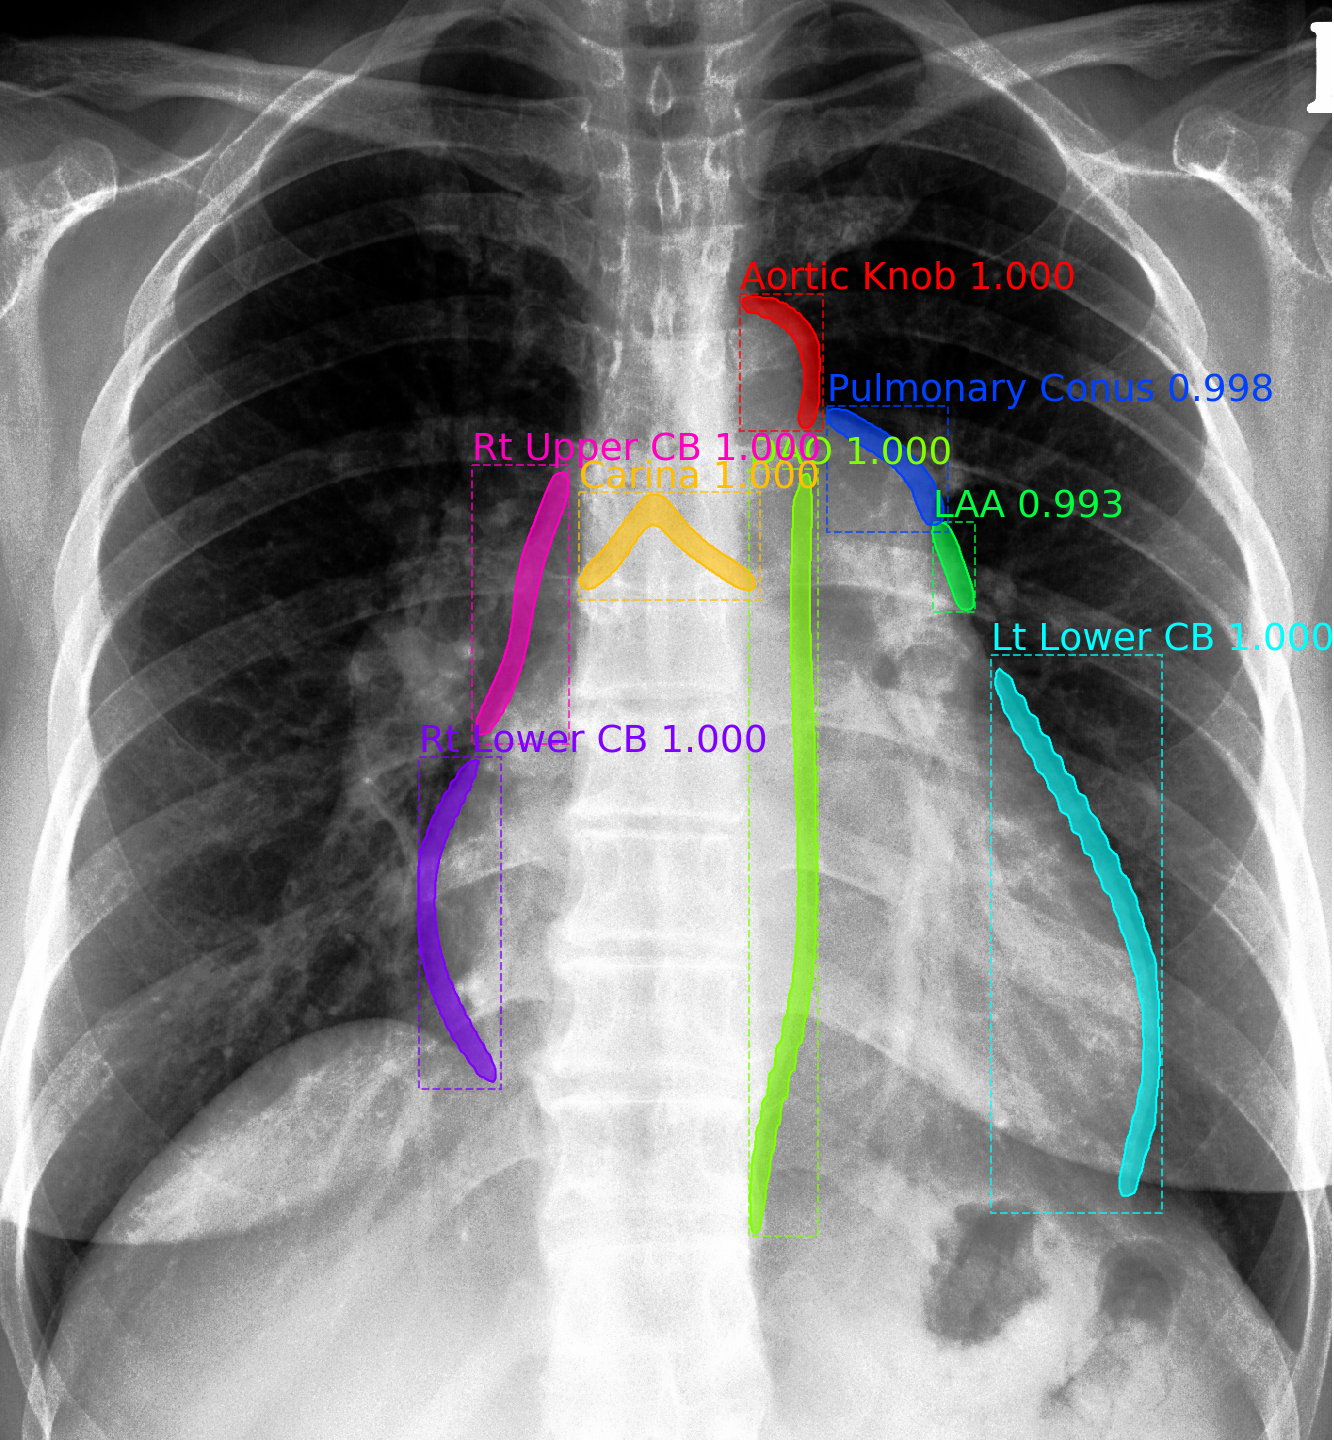 Aortic Knob 1.000
Pulmonary Conus 0.998
Rt Upper CB 1.000
1.000
Carina 1.000
LAA 0.993
Lt Lower CB 1.000
Rt Lower CB 1.000